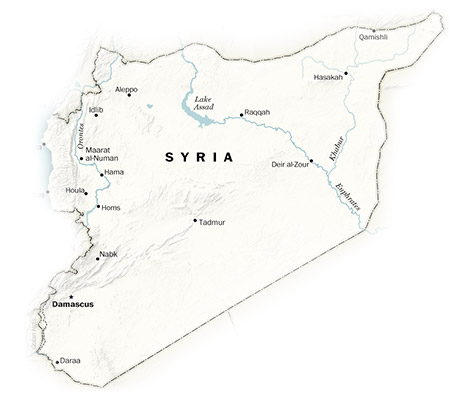 Qamishli
Hasakah
Aleppo
Lake
Assad
Idlib
Raqqah
Orontes
Khabur
Maarat
al-Numan
SYRIA
Deir al-Zour
Hama
Houla
Euphrates
Homs
Tadmur
Nabk
Damascus
Daraa